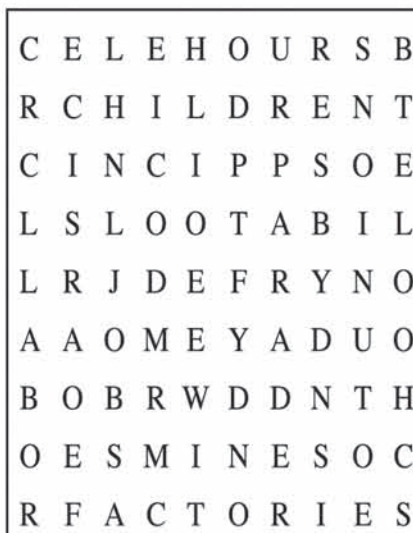 C E L E H O U R S B
R C H I L D R E N T
C I N C I P P S O E
L S L O O T A B I L
L R J D E F R Y N O
A A O M E Y A D U O
B O B R W D D N T H
O E S M I N E S O C
R F A C T O R I E S